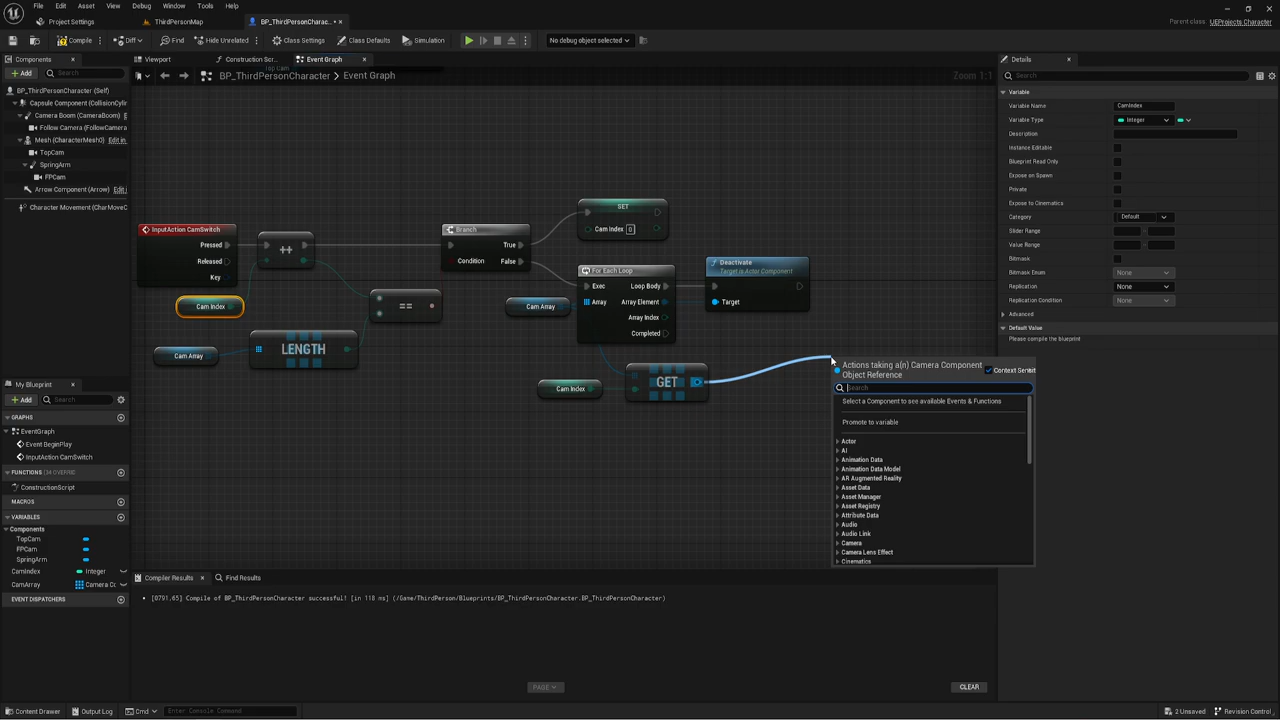 File Edit Asset View Debug Window Tools Help
Project Settings
ThirdPersonMap
BP_ThirdPersonCharac..•
Parent class:
UEProjects Character
Compile
Diff
Find
Hide Unrelated
Class Settings
Class Defaults
Simulation
No debug object selected
Components
Viewport
Construction Scr..
Event Graph
Details
Add
Search
BP_ThirdPersonCharacter > Event Graph
Zoom 1:1
Search
BP_ThirdPersonCharacter (Self)
Capsule Component (CollisionCylin
Camera Boom (CameraBoom)
Follow Camera (FollowCamera
Mesh (CharacterMesh0)
Edit in
TopCam
SpringArm
FPCam
Arrow Component (Arrow)
Edit i
Character Movement (CharMoveC
Variable
Variable Name
CamIndex
Variable Type
Integer
Description
Instance Editable
Blueprint Read Only
Expose on Spawn
Private
Expose to Cinematics
Category
Default
Slider Range
Value Range
Bitmask
Bitmask Enum
None
Replication
None
Replication Condition
None
Advanced
Default Value
Please compile the blueprint
InputAction CamSwitch
Pressed
Released
Key
++
Branch
Condition
True
False
SET
Cam Index 0
For Each Loop
Exec
Array
Loop Body
Array Element
Array Index
Completed
Deactivate
Target is Actor Component
Target
Cam Index
==
Cam Array
Cam Array
LENGTH
Cam Index
GET
Actions taking a(n) Camera Component
Object Reference
Search
Select a Component to see available Events & Functions
Promote to variable
Actor
AI
Animation Data
Animation Data Model
AR Augmented Reality
Asset Data
Asset Manager
Asset Registry
Attribute Data
Audio
Audio Link
Camera
Camera Lens Effect
Cinematics
My Blueprint
Add
Search
GRAPHS
EventGraph
Event BeginPlay
InputAction CamSwitch
FUNCTIONS (34 OVERRID
ConstructionScript
MACROS
VARIABLES
Components
TopCam
FPCam
SpringArm
CamIndex
Integer
CamArray
Camera Co
EVENT DISPATCHERS
Compiler Results
Find Results
[0791,65] Compile of BP_ThirdPersonCharacter successful! [in 118 ms] (/Game/ThirdPerson/Blueprints/BP_ThirdPersonCharacter.BP_ThirdPersonCharacter)
PAGE
CLEAR
Content Drawer
Output Log
Cmd
Enter Console Command
2 Unsaved
Revision Control